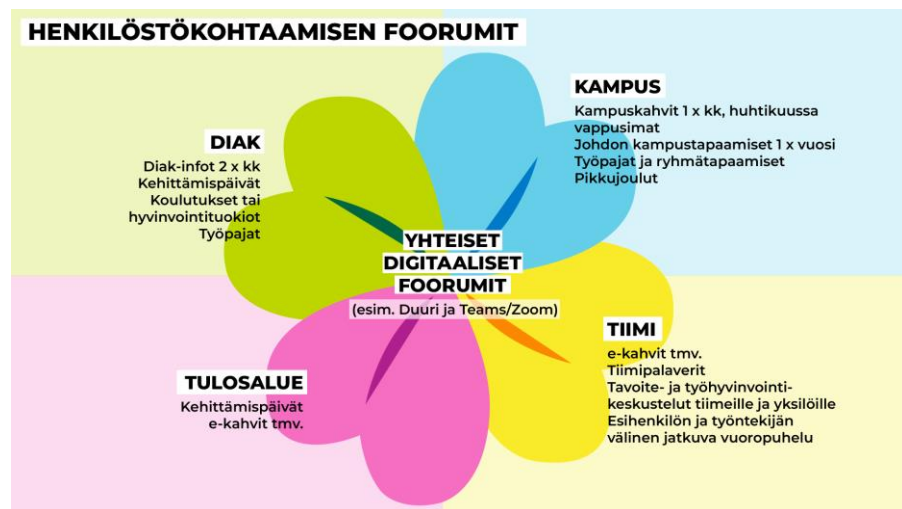 HENKILÖSTÖKOHTAAMISEN FOORUMIT
DIAK
Diak-infot 2 x kk
Kehittämispäivät
Koulutukset tai
hyvinvointituokiot
Työpajat
KAMPUS
Kampuskahvit 1 x kk, huhtikuussa
vappusimat
Johdon kampustapaamiset 1 x vuosi
Työpajat ja ryhmätapaamiset
Pikkujoulut
YHTEISET
DIGITAALISET
FOORUMIT
(esim. Duuri ja Teams/Zoom)
TULOSALUE
Kehittämispäivät
e-kahvit tmv.
TIIMI
e-kahvit tmv.
Tiimipalaverit
Tavoite- ja työhyvinvointi-
keskustelut tiimeille ja yksilöille
Esihenkilön ja työntekijän
välinen jatkuva vuoropuhelu